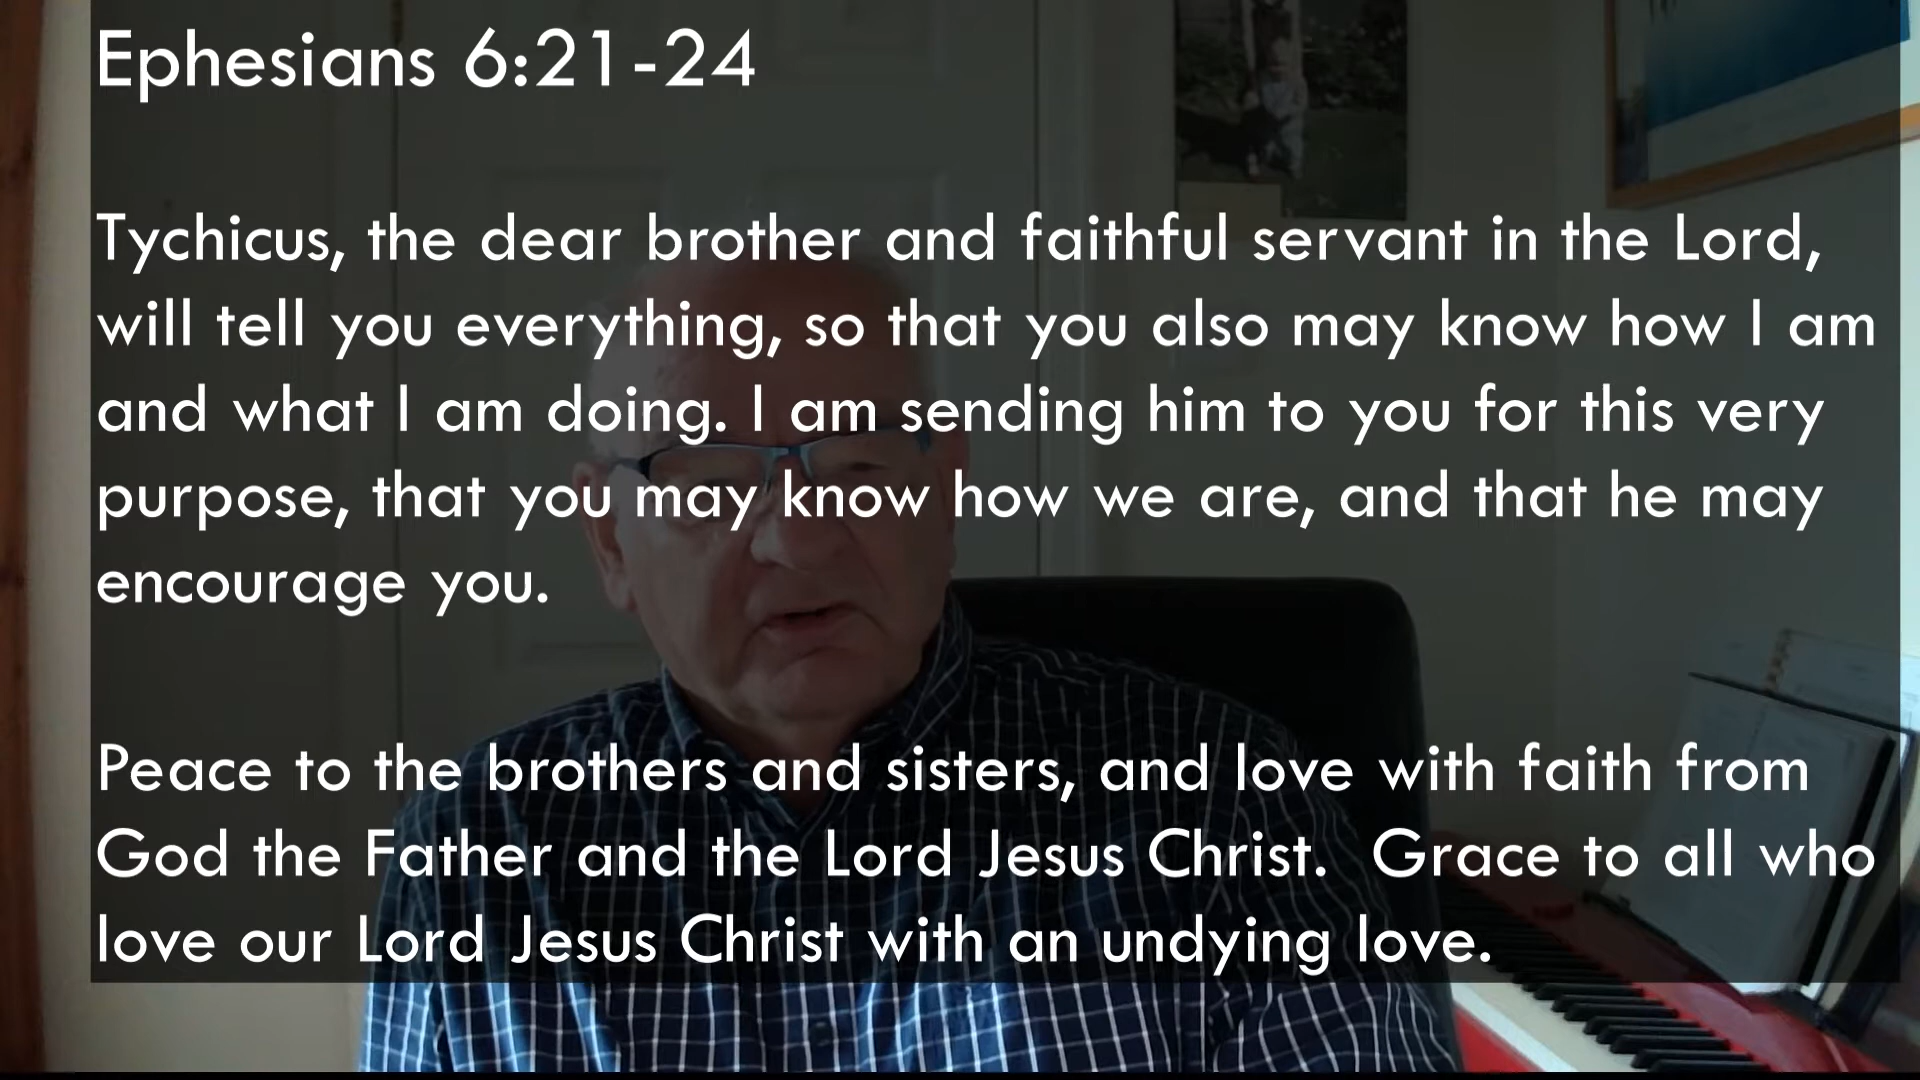 Ephesians 6:21-24
Tychicus, the dear brother and faithful servant in the Lord,
will tell you everything, so that you also may know how I am
and what I am doing. I am sending him to you for this very
purpose, that you may know how we are, and that he may
encourage you.
Peace to the brothers and sisters, and love with faith from
God the Father and the Lord Jesus Christ.  Grace to all who
love our Lord Jesus Christ with an undying love.